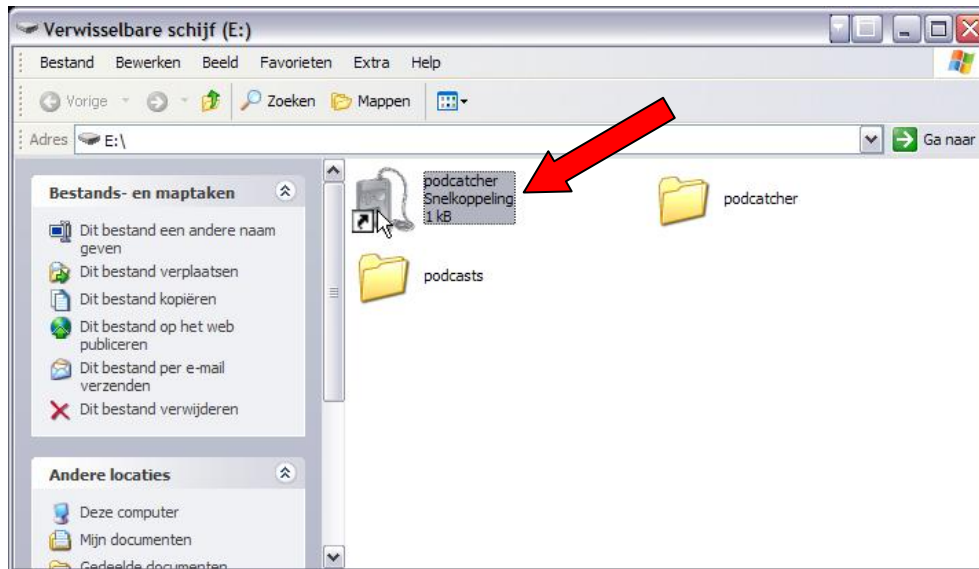 Verwisselbare schijf (E:)
Bestand Bewerken Beeld Favorieten Extra Help
Vorige Zoeken Mappen
Adres E:\ Ga naar
Bestands- en maptaken
Dit bestand een andere naam
geven
Dit bestand verplaatsen
Dit bestand kopiëren
Dit bestand op het web
publiceren
Dit bestand per e-mail
verzenden
Dit bestand verwijderen
Andere locaties
Deze computer
Mijn documenten
Gedeelde documenten
podcatcher
Snelkoppeling
1 kB
podcatcher
podcasts